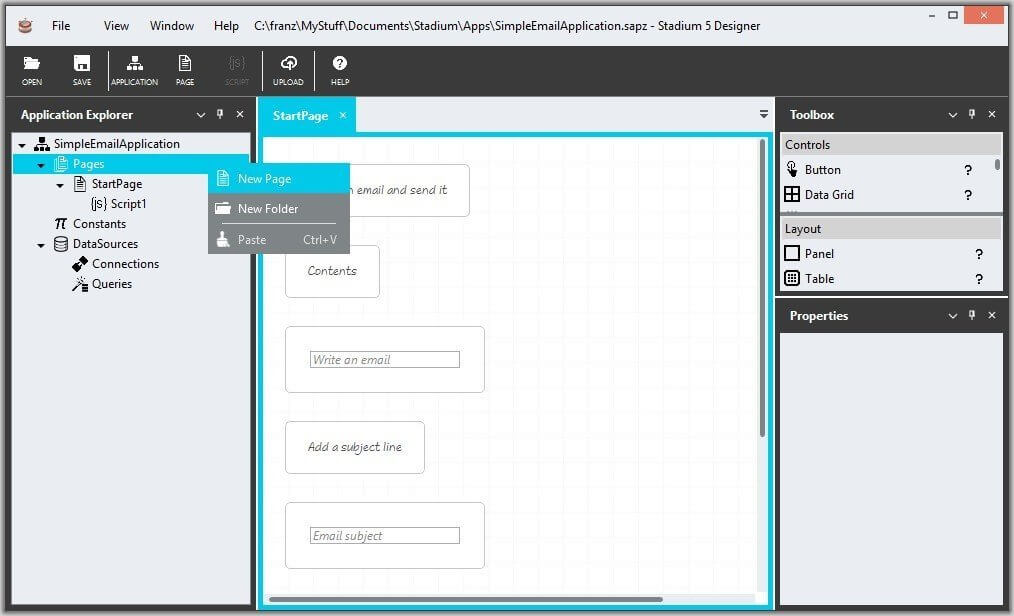 File View Window Help C:\franz\MyStuff\Documents\Stadium\Apps\SimpleEmailApplication.sapz - Stadium 5 Designer
OPEN SAVE APPLICATION PAGE SCRIPT UPLOAD HELP
Application Explorer
SimpleEmailApplication
Pages
StartPage
{js} Script1
π Constants
DataSources
Connections
Queries
New Page
New Folder
Paste Ctrl+V
StartPage
email and send it
Contents
Write an email
Add a subject line
Email subject
Toolbox
Controls
Button ?
Data Grid ?
Layout
Panel ?
Table ?
Properties